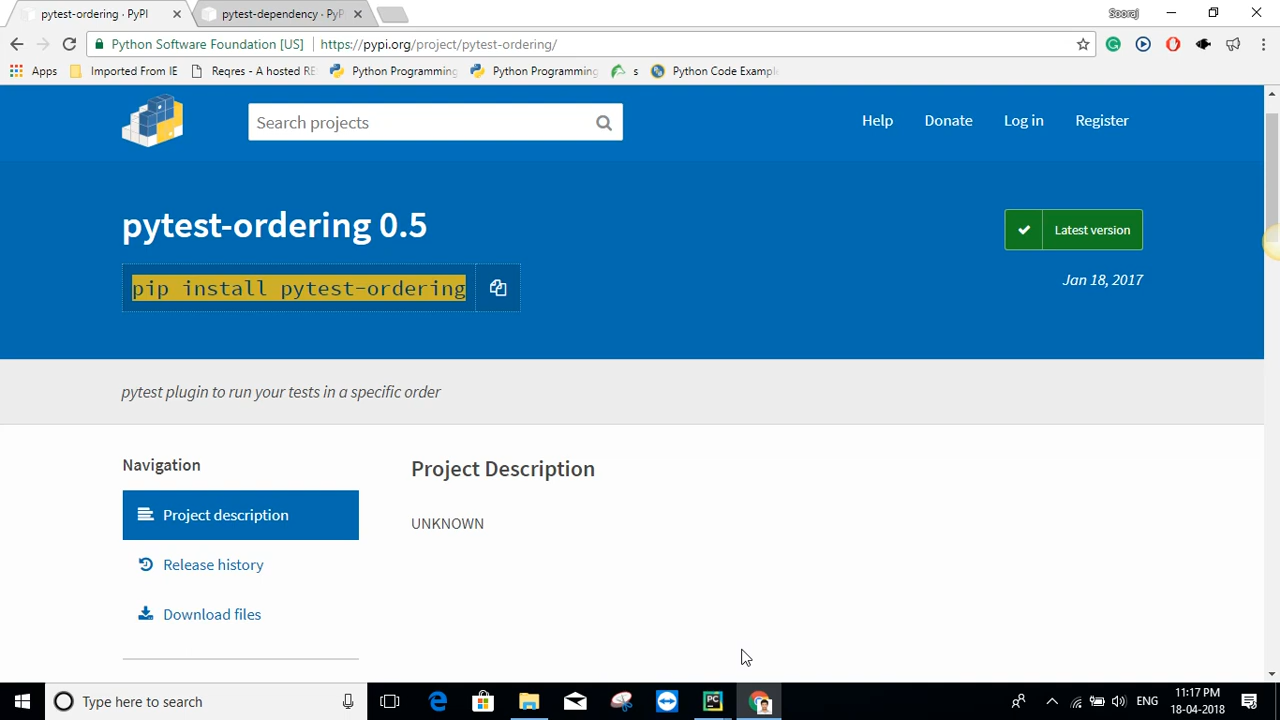 pytest-ordering · PyPI
pytest-dependency · PyP
Sooraj
Python Software Foundation [US]
https://pypi.org/project/pytest-ordering/
Apps
Imported From IE
Reqres - A hosted RE
Python Programming
Python Programming
s
Python Code Example
Search projects
Help
Donate
Log in
Register
pytest-ordering 0.5
Latest version
pip install pytest-ordering
Jan 18, 2017
pytest plugin to run your tests in a specific order
Navigation
Project Description
Project description
UNKNOWN
Release history
Download files
Type here to search
PC
ENG
11:17 PM
18-04-2018